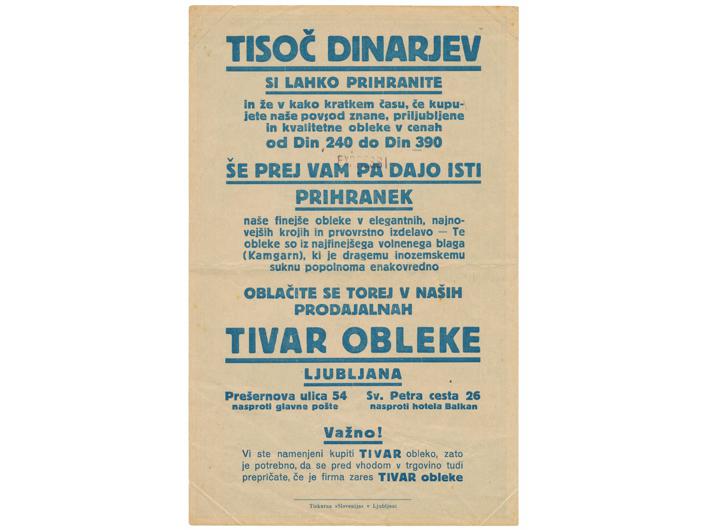 TISOČ DINARJEV
SI LAHKO PRIHRANITE
in že v kako kratkem času, če kupu-
jete naše povsod znane, priljubljene
in kvalitetne obleke v cenah
od Din 240 do Din 390
ŠE PREJ VAM PA DAJO ISTI
PRIHRANEK
naše finejše obleke v elegantnih, najno-
vejših krojih in prvovrstno izdelavo — Te
obleke so iz najfinejšega volnenega blaga
(Kamgarn), ki je dragemu inozemskemu
suknu popolnoma enakovredno
OBLAČITE SE TOREJ V NAŠIH
PRODAJALNAH
TIVAR OBLEKE
LJUBLJANA
Prešernova ulica 54 Sv. Petra cesta 26
nasproti glavne pošte nasproti hotela Balkan
Važno!
Vi ste namenjeni kupiti TIVAR obleko, zato
je potrebno, da se pred vhodom v trgovino tudi
prepričate, če je firma zares TIVAR obleke
Tiskarna »Slovenija« v Ljubljani